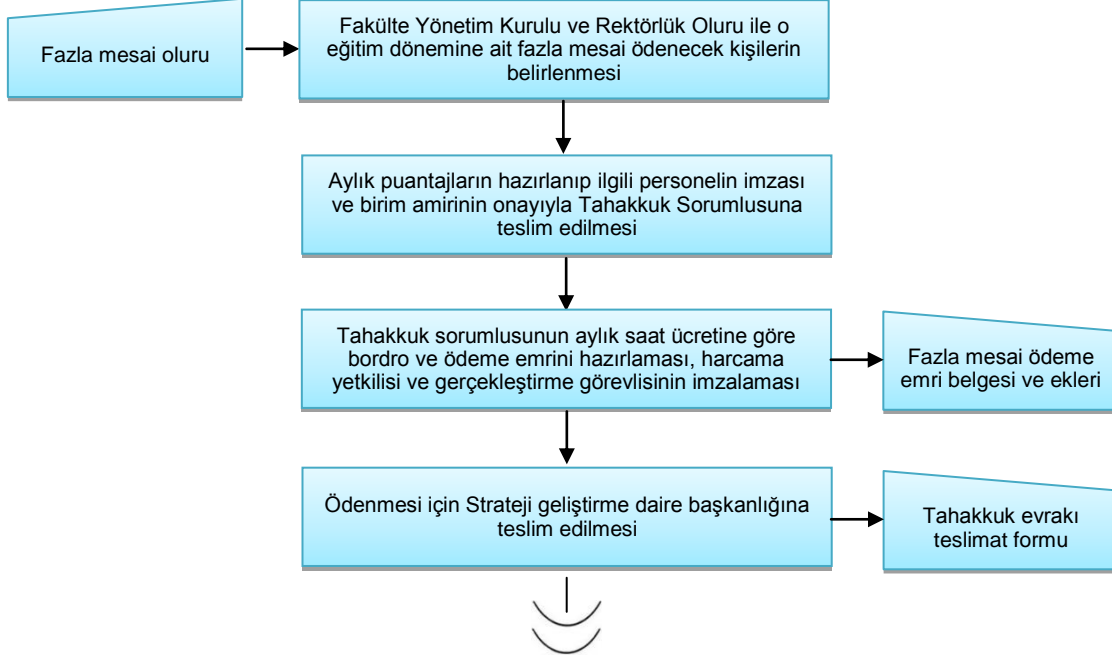 Fazla mesai oluru
Fakülte Yönetim Kurulu ve Rektörlük Oluru ile o
eğitim dönemine ait fazla mesai ödenecek kişilerin
belirlenmesi
Aylık puantajların hazırlanıp ilgili personelin imzası
ve birim amirinin onayıyla Tahakkuk Sorumlusuna
teslim edilmesi
Tahakkuk sorumlusunun aylık saat ücretine göre
bordro ve ödeme emrini hazırlaması, harcama
yetkilisi ve gerçekleştirme görevlisinin imzalaması
Fazla mesai ödeme
emri belgesi ve ekleri
Ödenmesi için Strateji geliştirme daire başkanlığına
teslim edilmesi
Tahakkuk evrakı
teslimat formu